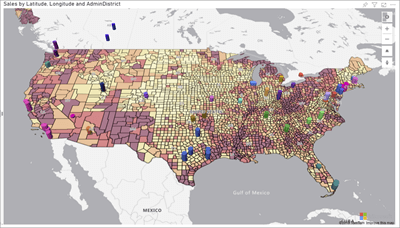 Sales by Latitude, Longitude and AdminDistrict
Gulf of Mexico
MEXICO